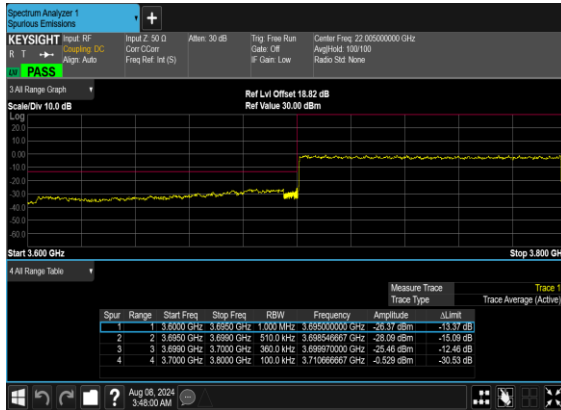 Spectrum Analyzer 1
Spurious Emissions
+
KEYSIGHT Input: RF Input Z: 50 Ω Atten: 30 dB Trig: Free Run Center Freq: 22.005000000 GHz
R T Coupling: DC Corr CCorr Gate: Off Avg|Hold: 100/100
Align: Auto Freq Ref: Int (S) IF Gain: Low Radio Std: None
PASS
3 All Range Graph
Ref Lvl Offset 18.82 dB
Scale/Div 10.0 dB Ref Value 30.00 dBm
Log
20.0
10.0
0.00
-10.0
-20.0
-30.0
-40.0
-50.0
-60.0
Start 3.600 GHz Stop 3.800 GH
4 All Range Table
Measure Trace Trace 1
Trace Type Trace Average (Active)
Spur Range Start Freq Stop Freq RBW Frequency Amplitude ΔLimit
1 1 3.6000 GHz 3.6950 GHz 1.000 MHz 3.695000000 GHz -26.37 dBm -13.37 dB
2 2 3.6950 GHz 3.6990 GHz 510.0 kHz 3.698546667 GHz -28.09 dBm -15.09 dB
3 3 3.6990 GHz 3.7000 GHz 360.0 kHz 3.699970000 GHz -25.46 dBm -12.46 dB
4 4 3.7000 GHz 3.8000 GHz 100.0 kHz 3.710666667 GHz -0.529 dBm -30.53 dB
? Aug 08, 2024
3:48:00 AM